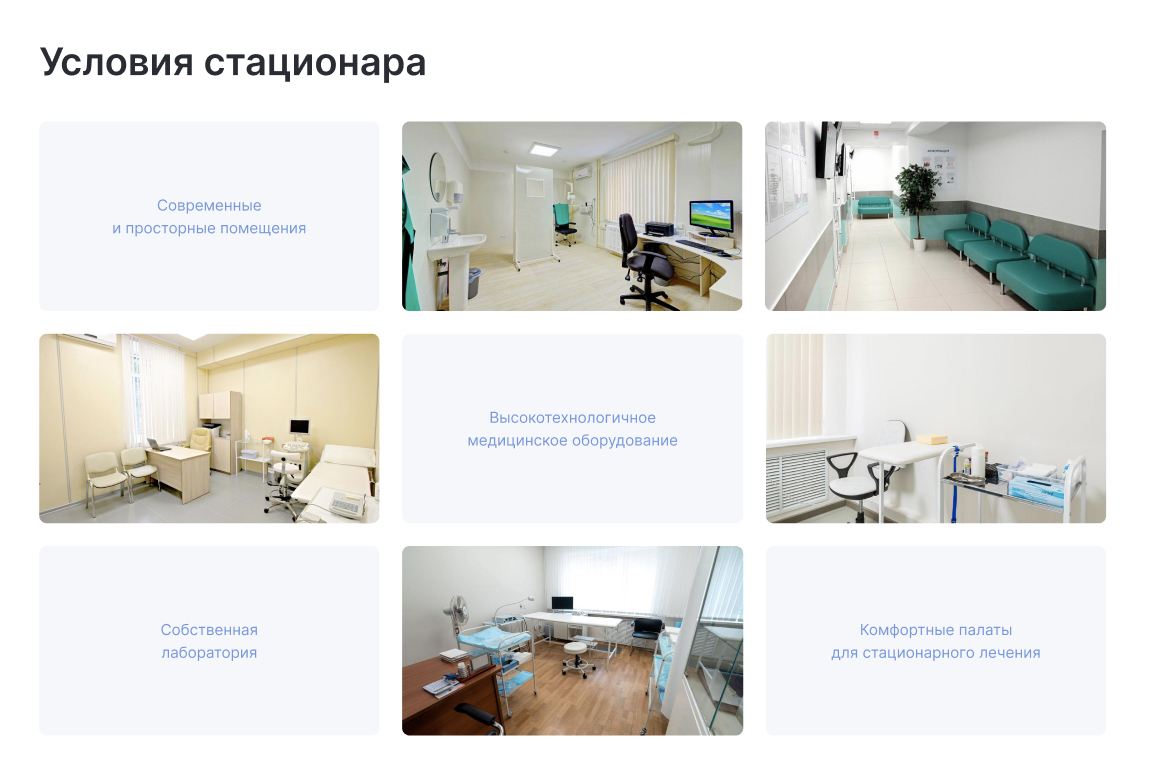 Условия стационара
Современные
и просторные помещения
Высокотехнологичное
медицинское оборудование
Собственная
лаборатория
Комфортные палаты
для стационарного лечения